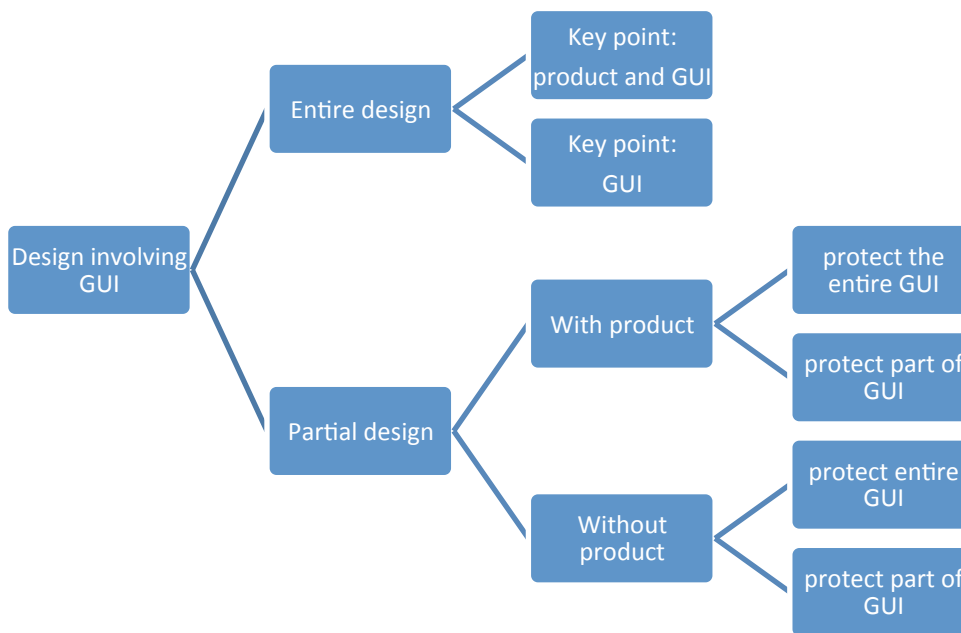 Key point:
product and GUI
Entire design
Key point:
GUI
Design involving
GUI
protect the
entire GUI
With product
protect part of
GUI
Partial design
protect entire
GUI
Without
product
protect part of
GUI